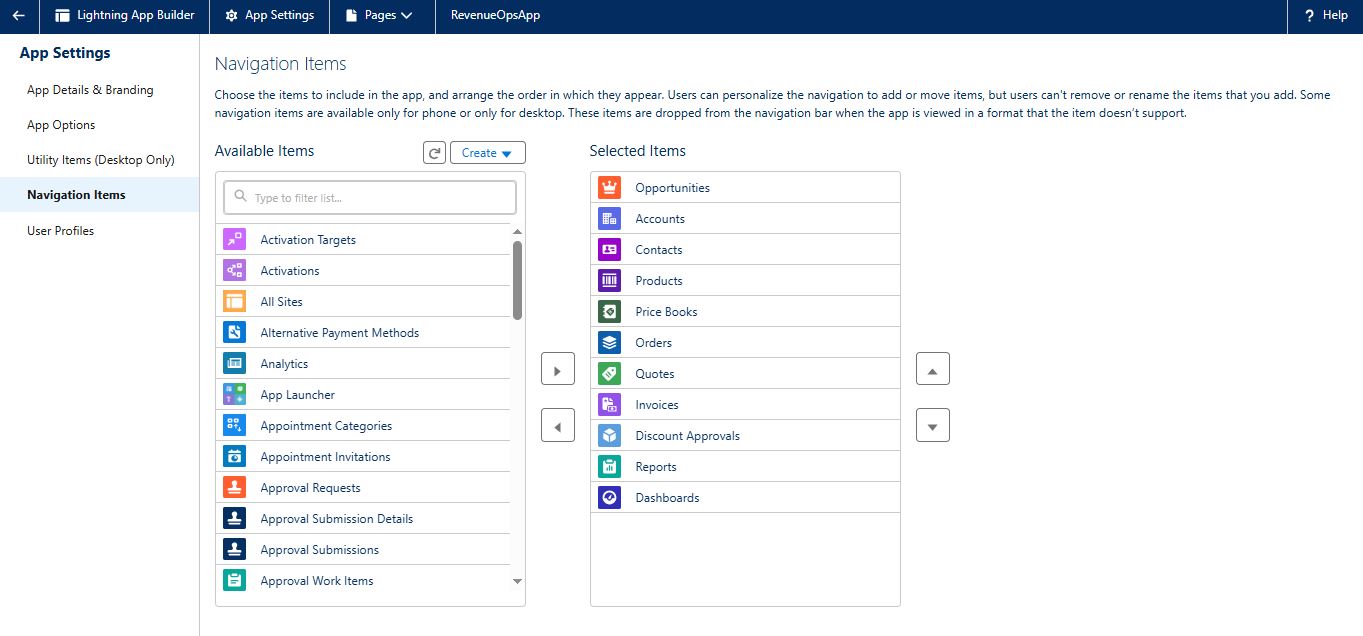 Lightning App Builder
App Settings
Pages
RevenueOpsApp
? Help
App Settings
App Details & Branding
App Options
Utility Items (Desktop Only)
Navigation Items
User Profiles
Navigation Items
Choose the items to include in the app, and arrange the order in which they appear. Users can personalize the navigation to add or move items, but users can't remove or rename the items that you add. Some
navigation items are available only for phone or only for desktop. These items are dropped from the navigation bar when the app is viewed in a format that the item doesn't support.
Available Items
Create
Type to filter list...
Activation Targets
Activations
All Sites
Alternative Payment Methods
Analytics
App Launcher
Appointment Categories
Appointment Invitations
Approval Requests
Approval Submission Details
Approval Submissions
Approval Work Items
Selected Items
Opportunities
Accounts
Contacts
Products
Price Books
Orders
Quotes
Invoices
Discount Approvals
Reports
Dashboards